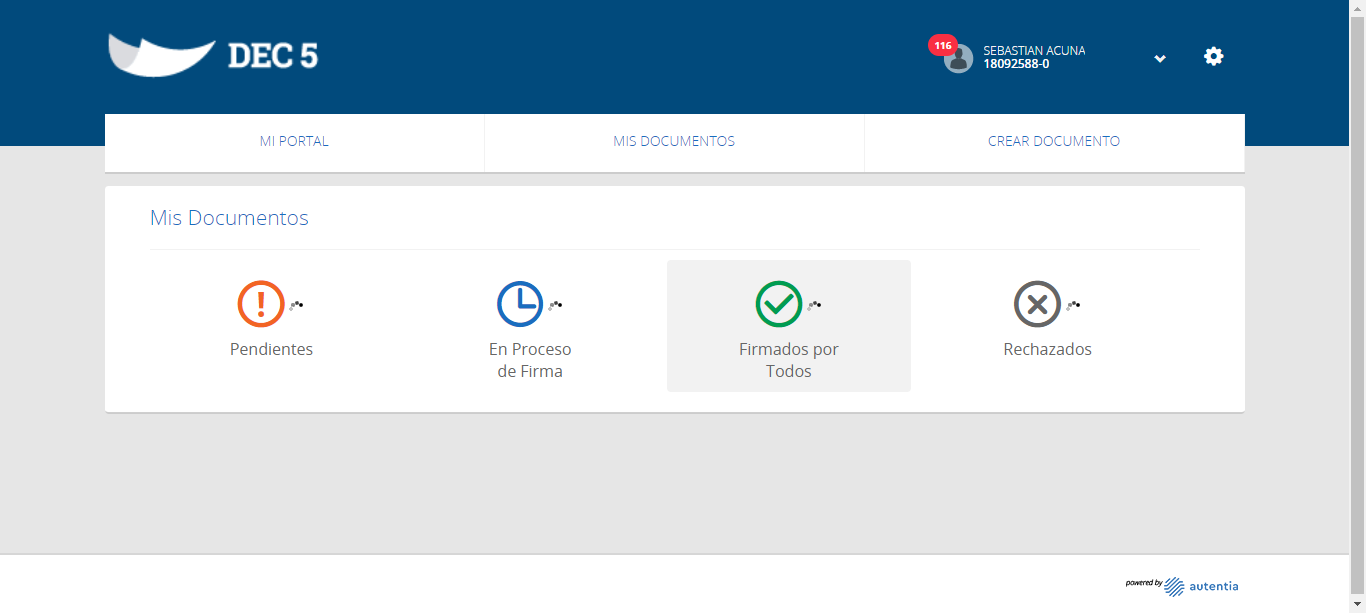 DEC 5
116
SEBASTIAN ACUNA
18092588-0
MI PORTAL
MIS DOCUMENTOS
CREAR DOCUMENTO
Mis Documentos
Pendientes
En Proceso
de Firma
Firmados por
Todos
Rechazados
powered by
autentia